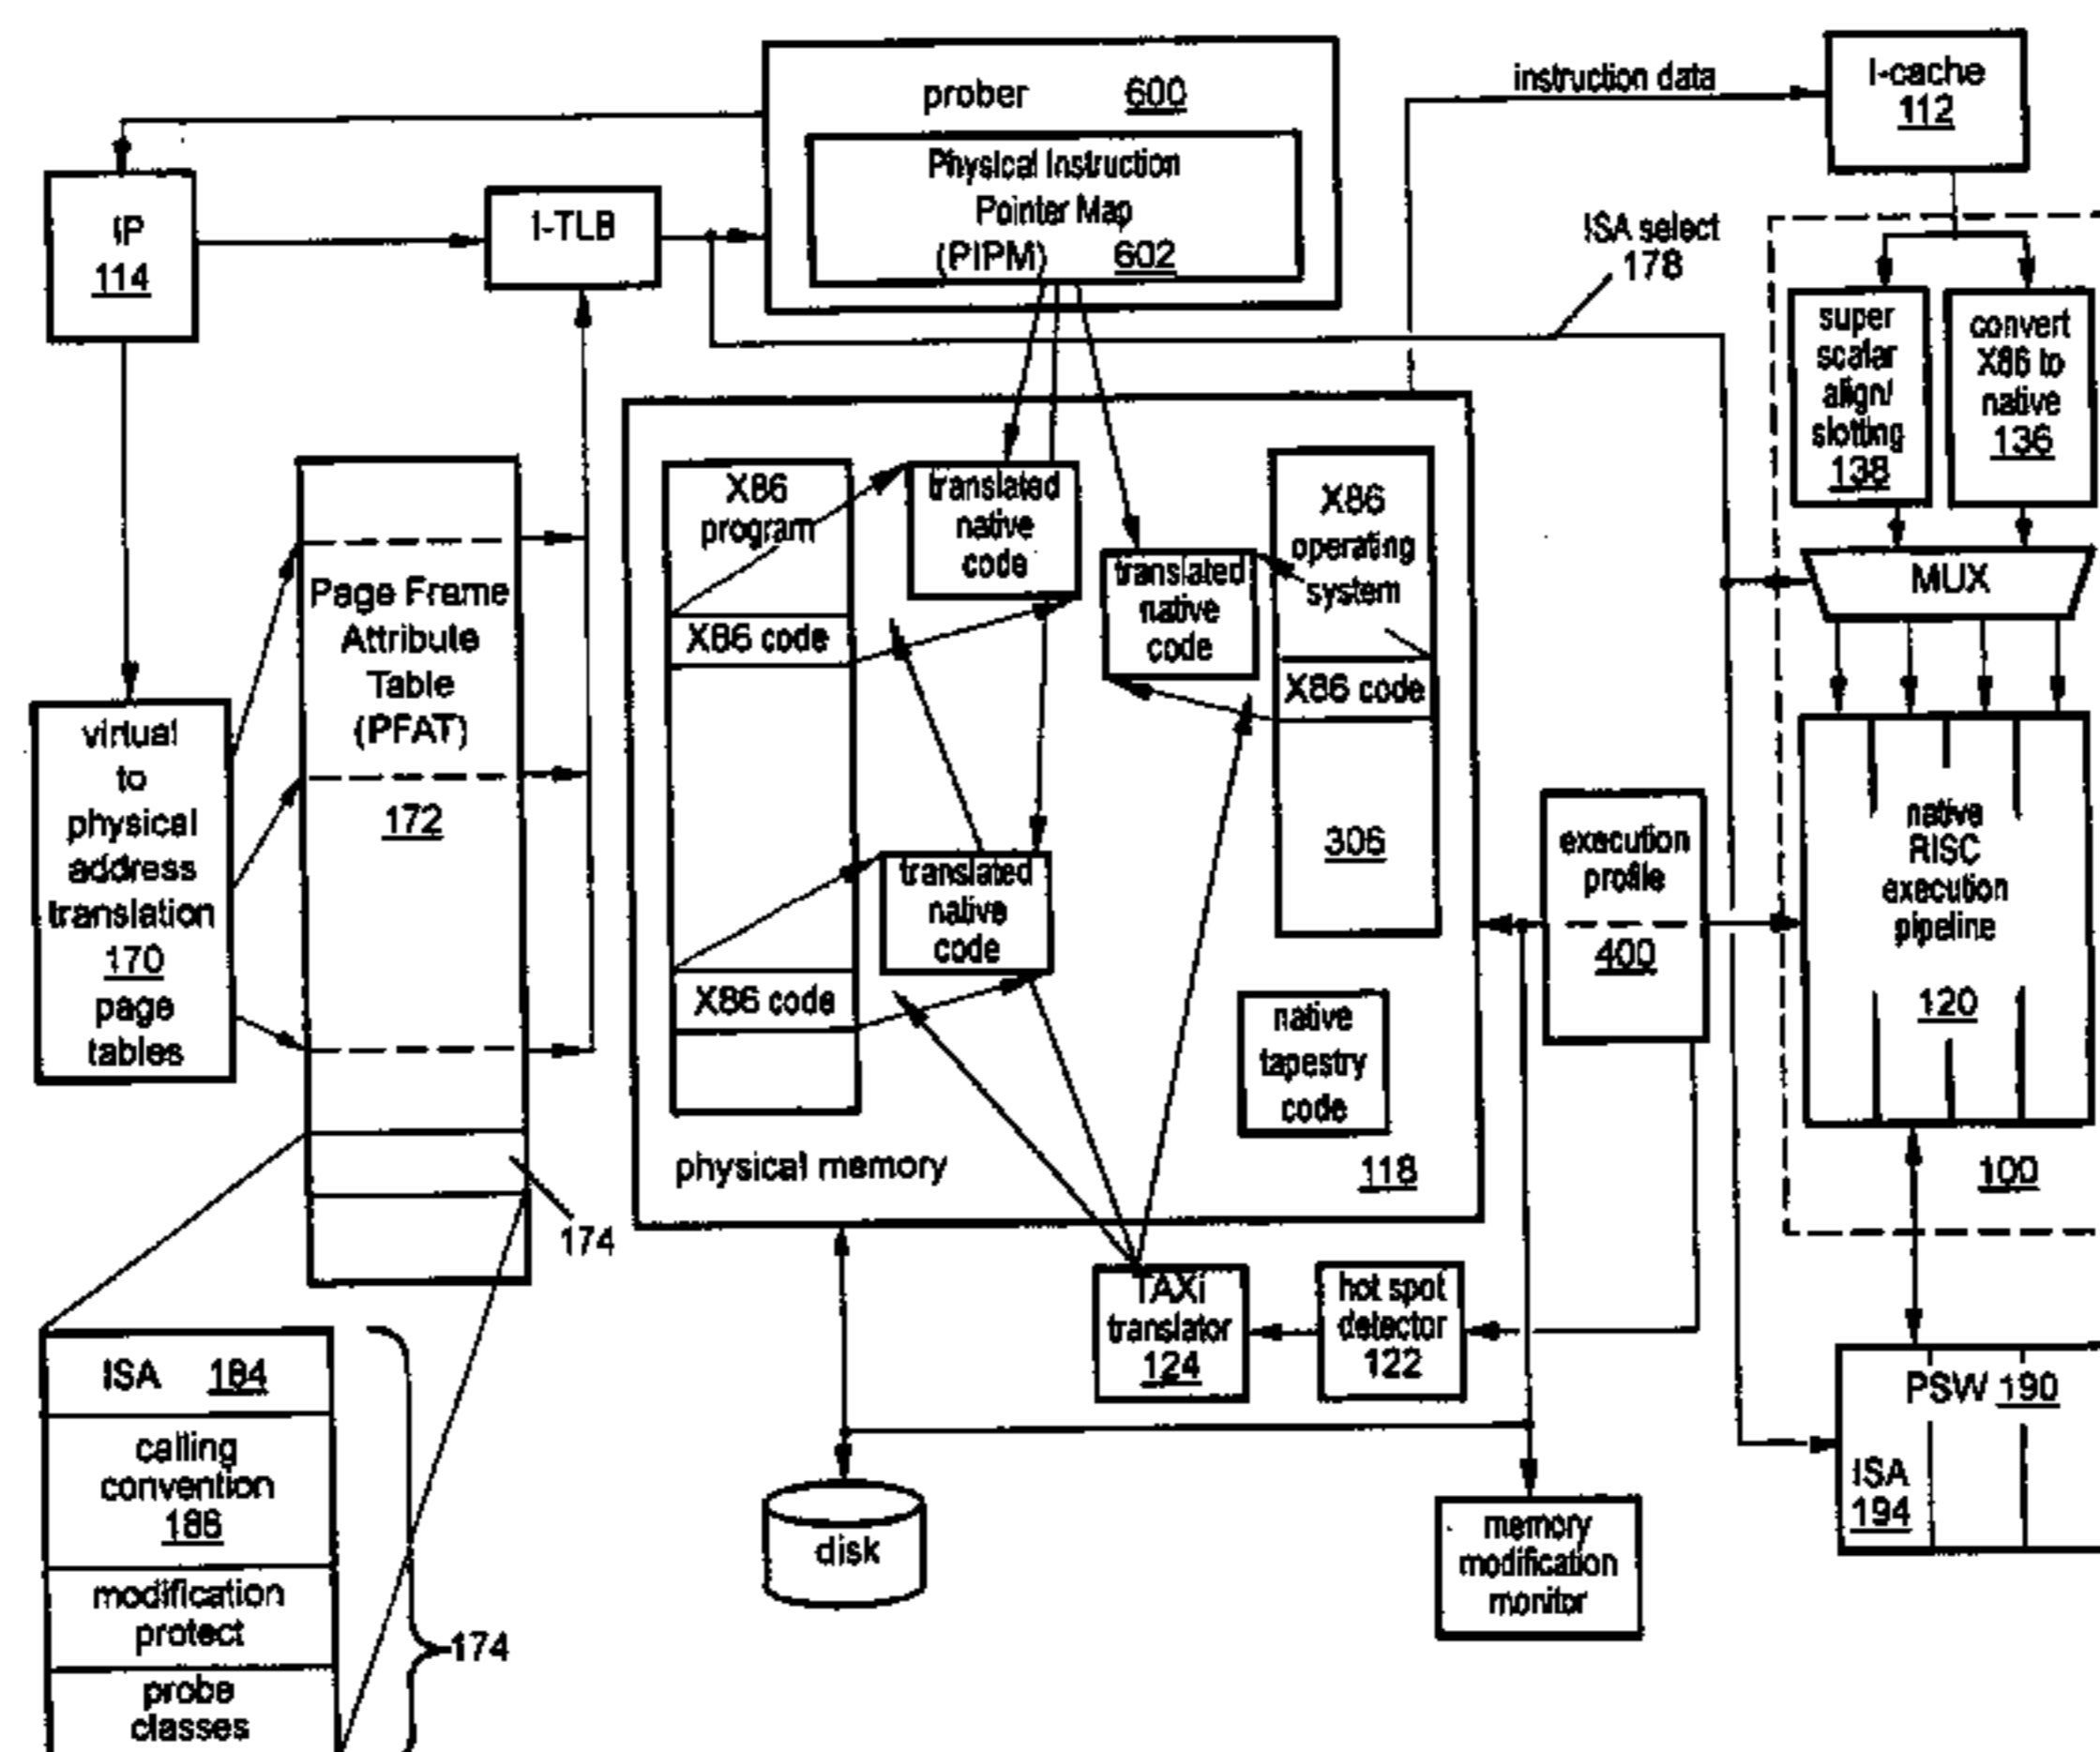 prober 600
Physical Instruction
Pointer Map
(PIPM) 602
instruction data
I-cache
112
IP
114
I-TLB
ISA select
178
super
scalar
align/
slotting
138
convert
X86 to
native
136
MUX
Page Frame
Attribute
Table
(PFAT)
172
virtual
to
physical
address
translation
170
page
tables
X86
program
X86 code
X86 code
translated
native
code
translated
native
code
translated
native
code
X86
operating
system
X86 code
306
native
tapestry
code
physical memory
118
execution
profile
400
native
RISC
execution
pipeline
120
100
174
TAXi
translator
124
hot spot
detector
122
PSW 190
ISA
194
disk
memory
modification
monitor
ISA 184
calling
convention
186
modification
protect
probe
classes
174